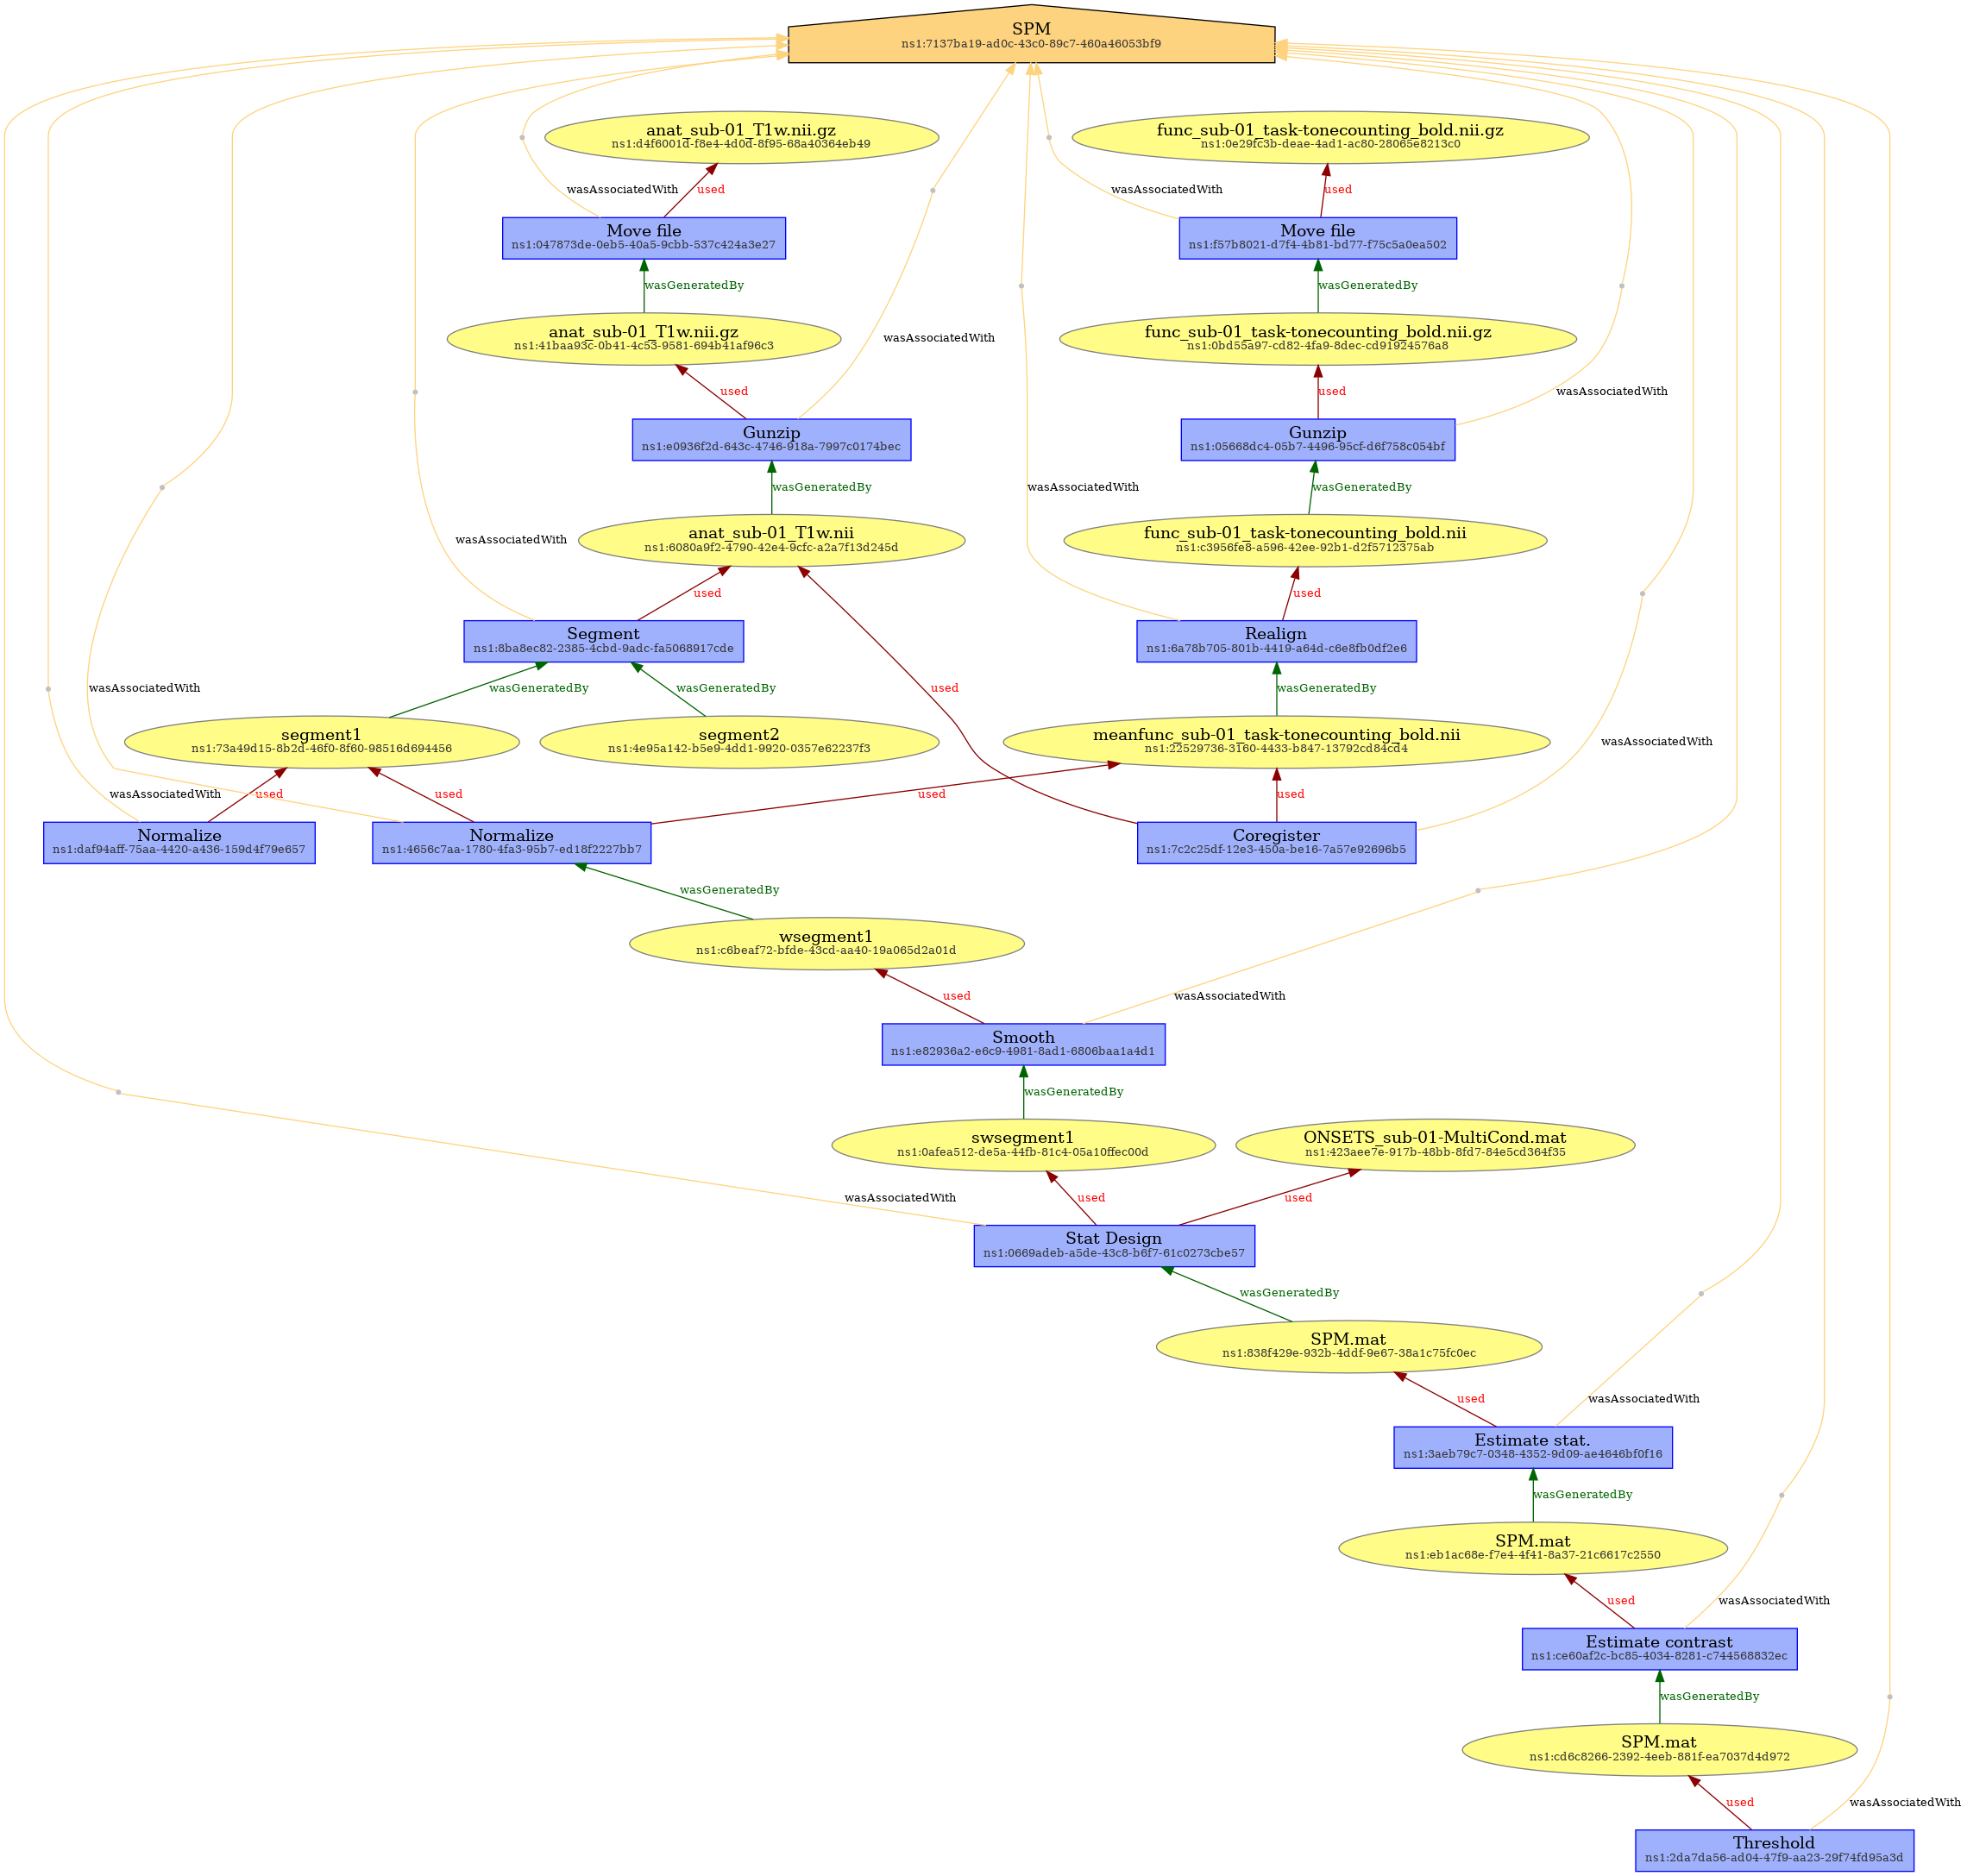 SPM
ns1:7137ba19-ad0c-43c0-89c7-460a46053bf9
anat_sub-01_T1w.nii.gz
ns1:d4f6001d-f8e4-4d0d-8f95-68a40364eb49
func_sub-01_task-tonecounting_bold.nii.gz
ns1:0e29fc3b-deae-4ad1-ac80-28065e8213c0
wasAssociatedWith
used
wasAssociatedWith
used
Move file
ns1:047873de-0eb5-40a5-9cbb-537c424a3e27
Move file
ns1:f57b8021-d7f4-4b81-bd77-f75c5a0ea502
wasGeneratedBy
wasGeneratedBy
anat_sub-01_T1w.nii.gz
ns1:41baa93c-0b41-4c53-9581-694b41af96c3
wasAssociatedWith
func_sub-01_task-tonecounting_bold.nii.gz
ns1:0bd55a97-cd82-4fa9-8dec-cd91924576a8
used
used
wasAssociatedWith
Gunzip
ns1:e0936f2d-643c-4746-918a-7997c0174bec
Gunzip
ns1:05668dc4-05b7-4496-95cf-d6f758c054bf
wasGeneratedBy
wasAssociatedWith
wasGeneratedBy
wasAssociatedWith
anat_sub-01_T1w.nii
ns1:6080a9f2-4790-42e4-9cfc-a2a7f13d245d
func_sub-01_task-tonecounting_bold.nii
ns1:c3956fe8-a596-42ee-92b1-d2f5712375ab
used
used
Segment
ns1:8ba8ec82-2385-4cbd-9adc-fa5068917cde
Realign
ns1:6a78b705-801b-4419-a64d-c6e8fb0df2e6
wasAssociatedWith
wasGeneratedBy
wasGeneratedBy
used
wasGeneratedBy
segment1
ns1:73a49d15-8b2d-46f0-8f60-98516d694456
segment2
ns1:4e95a142-b5e9-4dd1-9920-0357e62237f3
meanfunc_sub-01_task-tonecounting_bold.nii
ns1:22529736-3160-4433-b847-13792cd84cd4
wasAssociatedWith
wasAssociatedWith
used
used
used
used
Normalize
ns1:daf94aff-75aa-4420-a436-159d4f79e657
Normalize
ns1:4656c7aa-1780-4fa3-95b7-ed18f2227bb7
Coregister
ns1:7c2c25df-12e3-450a-be16-7a57e92696b5
wasGeneratedBy
wsegment1
ns1:c6beaf72-bfde-43cd-aa40-19a065d2a01d
used
wasAssociatedWith
Smooth
ns1:e82936a2-e6c9-4981-8ad1-6806baa1a4d1
wasGeneratedBy
swsegment1
ns1:0afea512-de5a-44fb-81c4-05a10ffec00d
ONSETS_sub-01-MultiCond.mat
ns1:423aee7e-917b-48bb-8fd7-84e5cd364f35
wasAssociatedWith
used
used
Stat Design
ns1:0669adeb-a5de-43c8-b6f7-61c0273cbe57
wasGeneratedBy
SPM.mat
ns1:838f429e-932b-4ddf-9e67-38a1c75fc0ec
used
wasAssociatedWith
Estimate stat.
ns1:3aeb79c7-0348-4352-9d09-ae4646bf0f16
wasGeneratedBy
SPM.mat
ns1:eb1ac68e-f7e4-4f41-8a37-21c6617c2550
used
wasAssociatedWith
Estimate contrast
ns1:ce60af2c-bc85-4034-8281-c744568832ec
wasGeneratedBy
SPM.mat
ns1:cd6c8266-2392-4eeb-881f-ea7037d4d972
used
wasAssociatedWith
Threshold
ns1:2da7da56-ad04-47f9-aa23-29f74fd95a3d